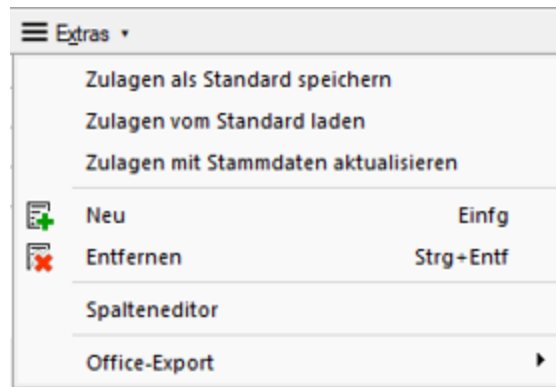 Extras
Zulagen als Standard speichern
Zulagen vom Standard laden
Zulagen mit Stammdaten aktualisieren
Neu Einfg
Entfernen Strg+Entf
Spalteneditor
Office-Export